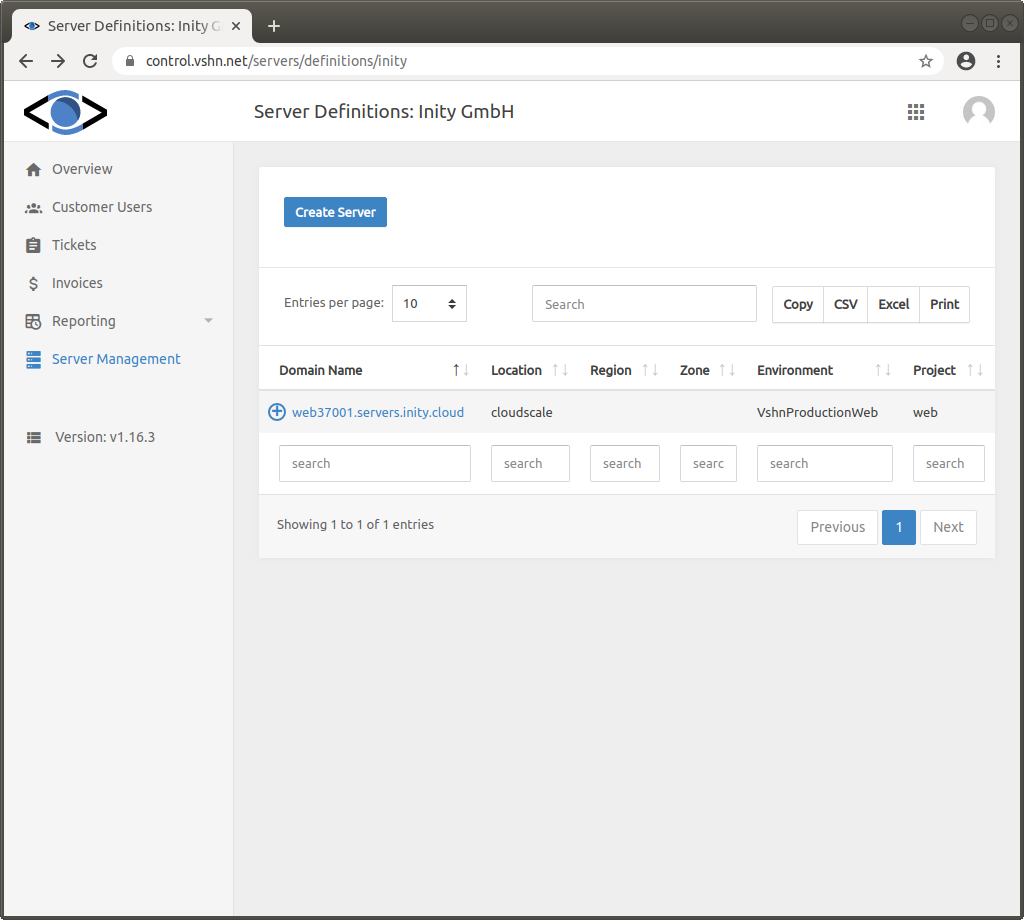 Server Definitions: Inity G
control.vshn.net/servers/definitions/inity
Server Definitions: Inity GmbH
Overview
Customer Users
Tickets
Invoices
Reporting
Server Management
Version: v1.16.3
Create Server
Entries per page: 10 Search Copy CSV Excel Print
Domain Name Location Region Zone Environment Project
web37001.servers.inity.cloud cloudscale VshnProductionWeb web
search search search searc search search
Showing 1 to 1 of 1 entries Previous 1 Next